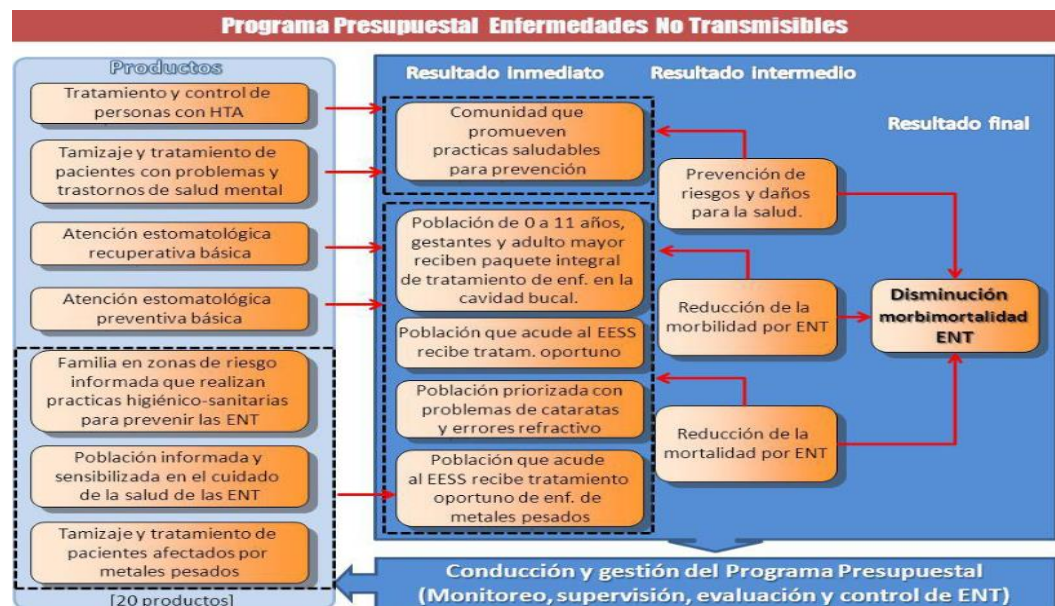 Programa Presupuestal Enfermedades No Transmisibles
Productos
Tratamiento y control de
personas con HTA
Tamizaje y tratamiento de
pacientes con problemas y
trastornos de salud mental
Atención estomatológica
recuperativa básica
Atención estomatológica
preventiva básica
Familia en zonas de riesgo
informada que realizan
practicas higiénico-sanitarias
para prevenir las ENT
Población informada y
sensibilizada en el cuidado
de la salud de las ENT
Tamizaje y tratamiento de
pacientes afectados por
metales pesados
[20 productos]
Resultado Inmediato
Comunidad que
promueven
practicas saludables
para prevención
Población de 0 a 11 años,
gestantes y adulto mayor
reciben paquete integral
de tratamiento de enf. en la
cavidad bucal.
Población que acude al EESS
recibe tratam. oportuno
Población priorizada con
problemas de cataratas
y errores refractivo
Población que acude
al EESS recibe tratamiento
oportuno de enf. de
metales pesados
Resultado Intermedio
Prevención de
riesgos y daños
para la salud.
Reducción de la
morbilidad por ENT
Reducción de la
mortalidad por ENT
Resultado final
Disminución
morbimortalidad
ENT
Conducción y gestión del Programa Presupuestal
(Monitoreo, supervisión, evaluación y control de ENT)